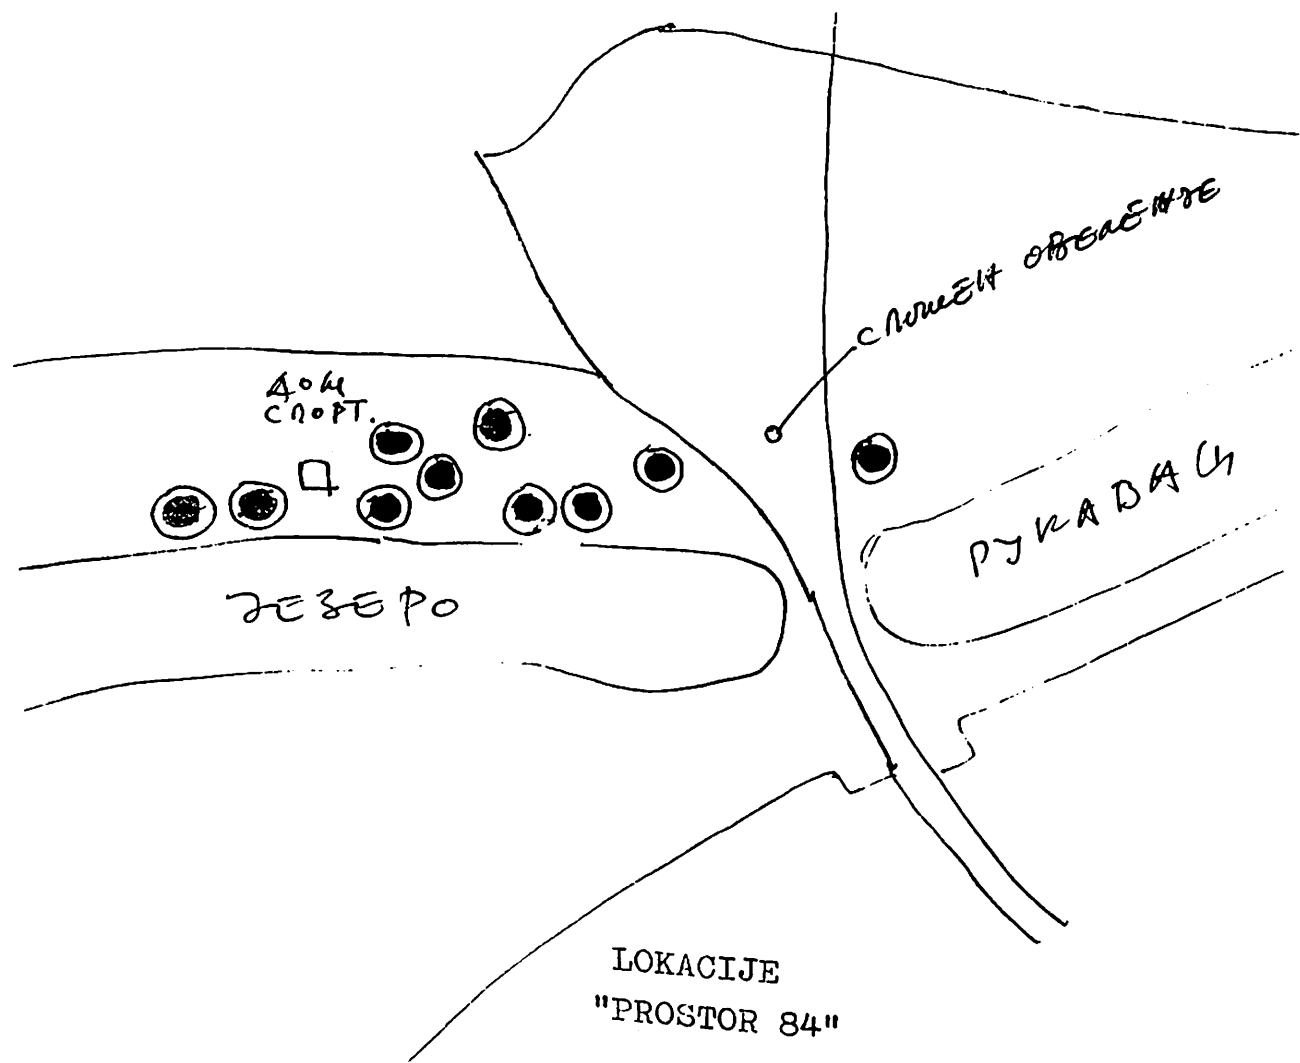 ДОМ
СПОРТ.
СПОМЕН ОБЕЛЕЖЈЕ
РУКАВАЦ
ЈЕЗЕРО
LOKACIJE
"PROSTOR 84"